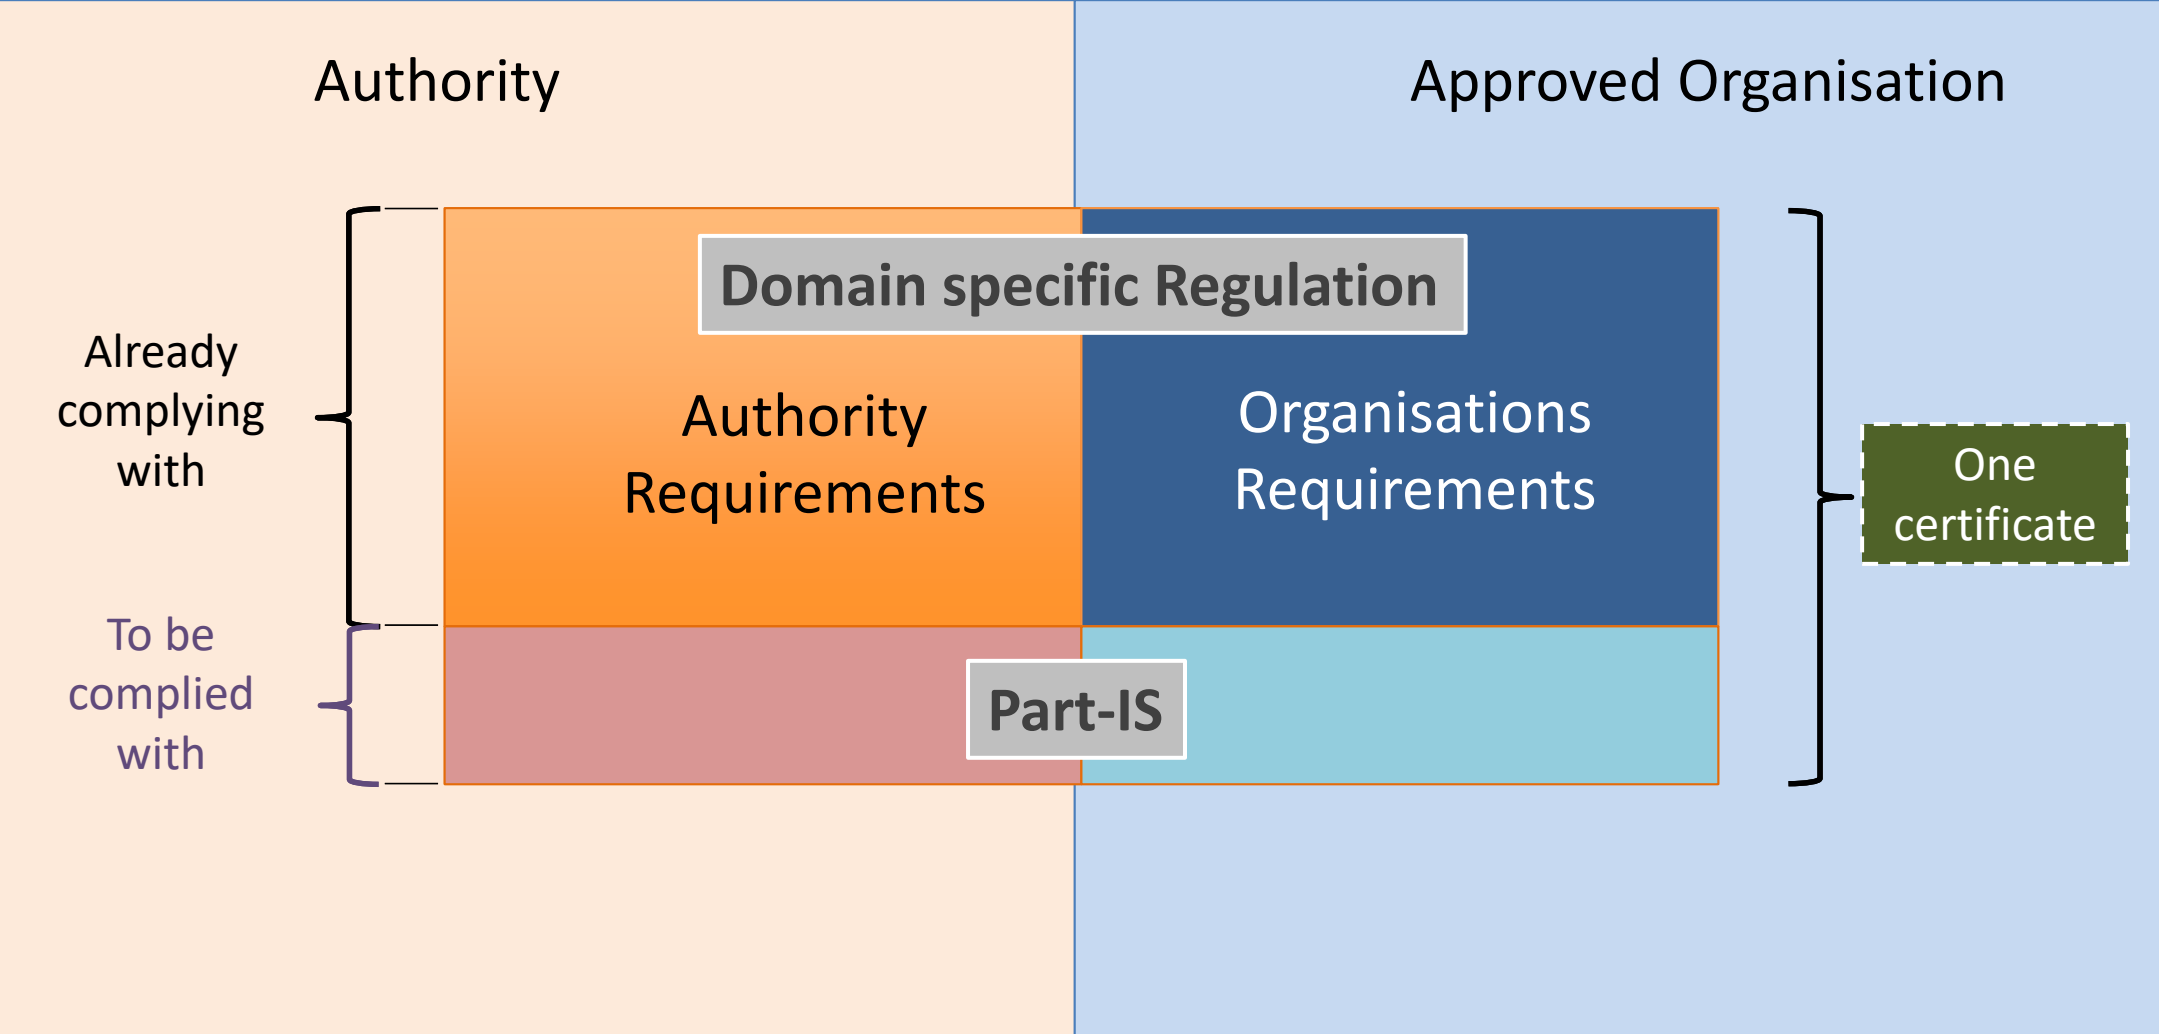 Authority
Approved Organisation
Domain specific Regulation
Already
complying
with
Authority
Requirements
Organisations
Requirements
One
certificate
To be
complied
with
Part-IS